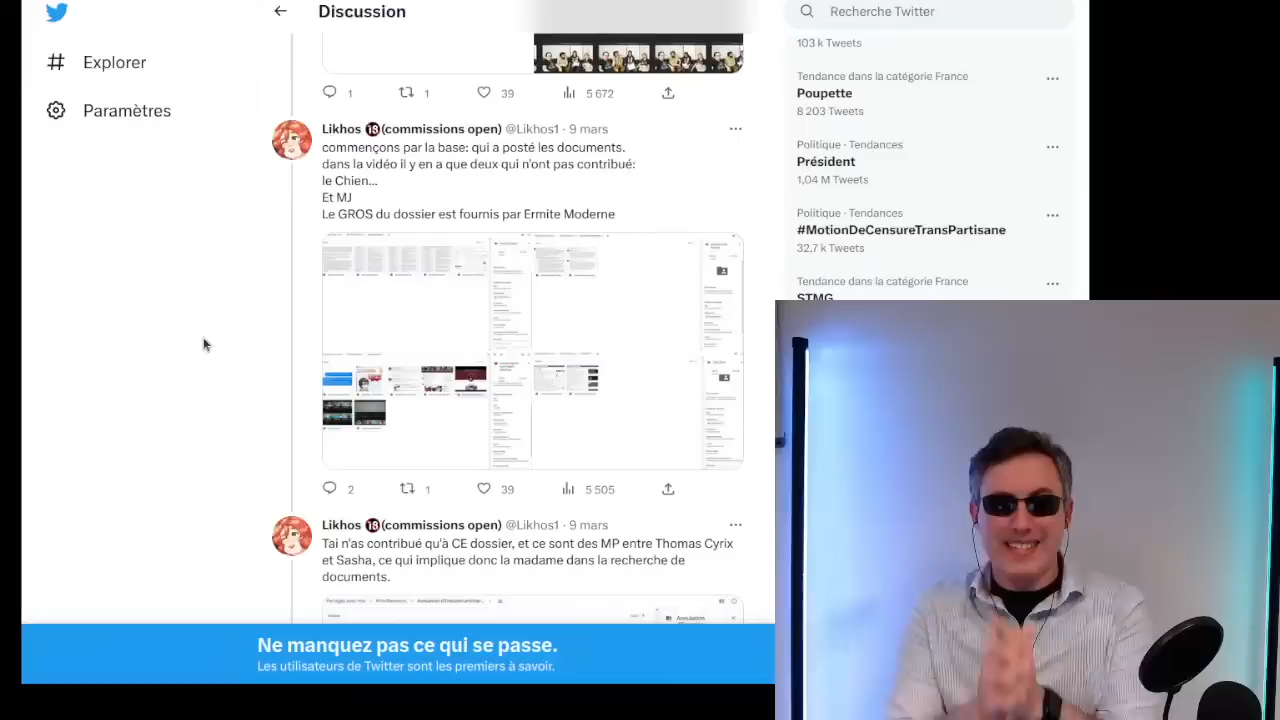 Discussion
Recherche Twitter
Explorer
Paramètres
103 k Tweets
Tendance dans la catégorie France
Poupette
8 203 Tweets
Politique · Tendances
Président
1,04 M Tweets
Politique · Tendances
#MotionDeCensureTransPartisane
32,7 k Tweets
Tendance dans la catégorie France
STMG
1
1
39
5 672
Likhos 🔞(commissions open) @Likhos1 · 9 mars
commençons par la base: qui a posté les documents.
dans la vidéo il y en a que deux qui n'ont pas contribué:
le Chien...
Et MJ
Le GROS du dossier est fournis par Ermite Moderne
2
1
39
5 505
Likhos 🔞(commissions open) @Likhos1 · 9 mars
Tai n'as contribué qu'à CE dossier, et ce sont des MP entre Thomas Cyrix
et Sasha, ce qui implique donc la madame dans la recherche de
documents.
Ne manquez pas ce qui se passe.
Les utilisateurs de Twitter sont les premiers à savoir.